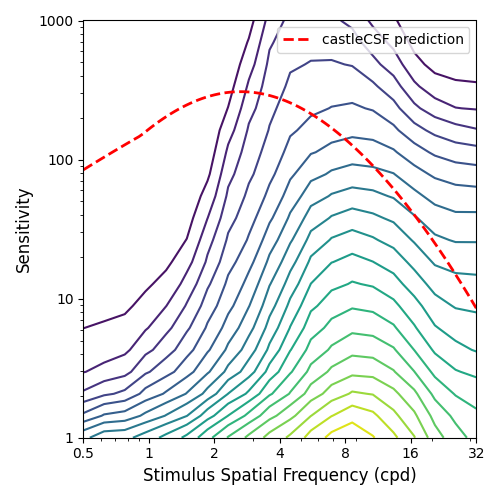 1000
castleCSF prediction
100
Sensitivity
10
1
0.5 1 2 4 8 16 32
Stimulus Spatial Frequency (cpd)